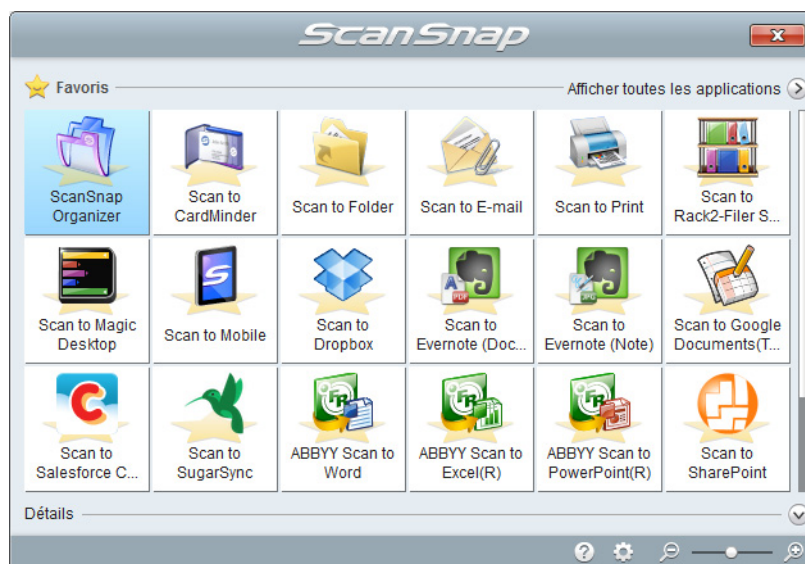 ScanSnap
Favoris
Afficher toutes les applications
ScanSnap
Organizer
Scan to
CardMinder
Scan to Folder
Scan to E-mail
Scan to Print
Scan to
Rack2-Filer S...
Scan to Magic
Desktop
Scan to Mobile
Scan to
Dropbox
Scan to
Evernote (Doc...
Scan to
Evernote (Note)
Scan to Google
Documents(T...
Scan to
Salesforce C...
Scan to
SugarSync
ABBYY Scan to
Word
ABBYY Scan to
Excel(R)
ABBYY Scan to
PowerPoint(R)
Scan to
SharePoint
Détails